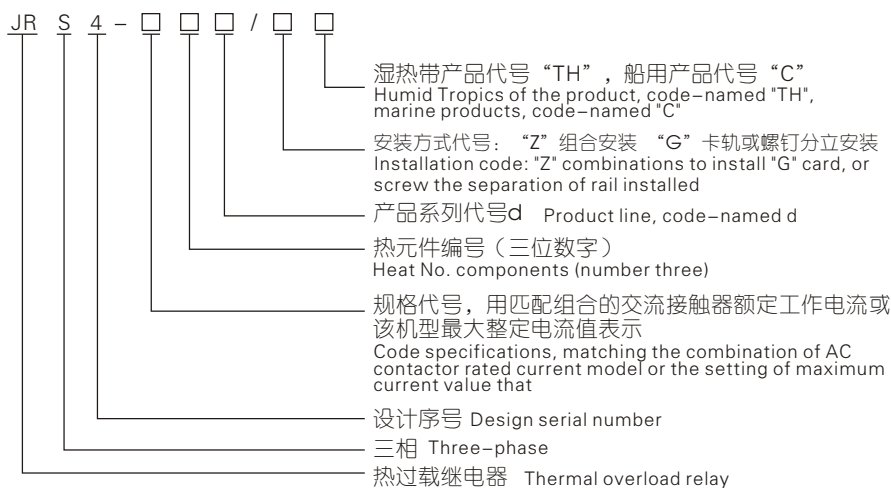 JR S 4 - □ □ □ / □ □
湿热带产品代号“TH”，船用产品代号“C”
Humid Tropics of the product, code-named "TH",
marine products, code-named "C"
安装方式代号：“Z”组合安装 “G”卡轨或螺钉分立安装
Installation code: "Z" combinations to install "G" card, or
screw the separation of rail installed
产品系列代号d Product line, code-named d
热元件编号（三位数字）
Heat No. components (number three)
规格代号，用匹配组合的交流接触器额定工作电流或
该机型最大整定电流值表示
Code specifications, matching the combination of AC
contactor rated current model or the setting of maximum
current value that
设计序号 Design serial number
三相 Three-phase
热过载继电器 Thermal overload relay